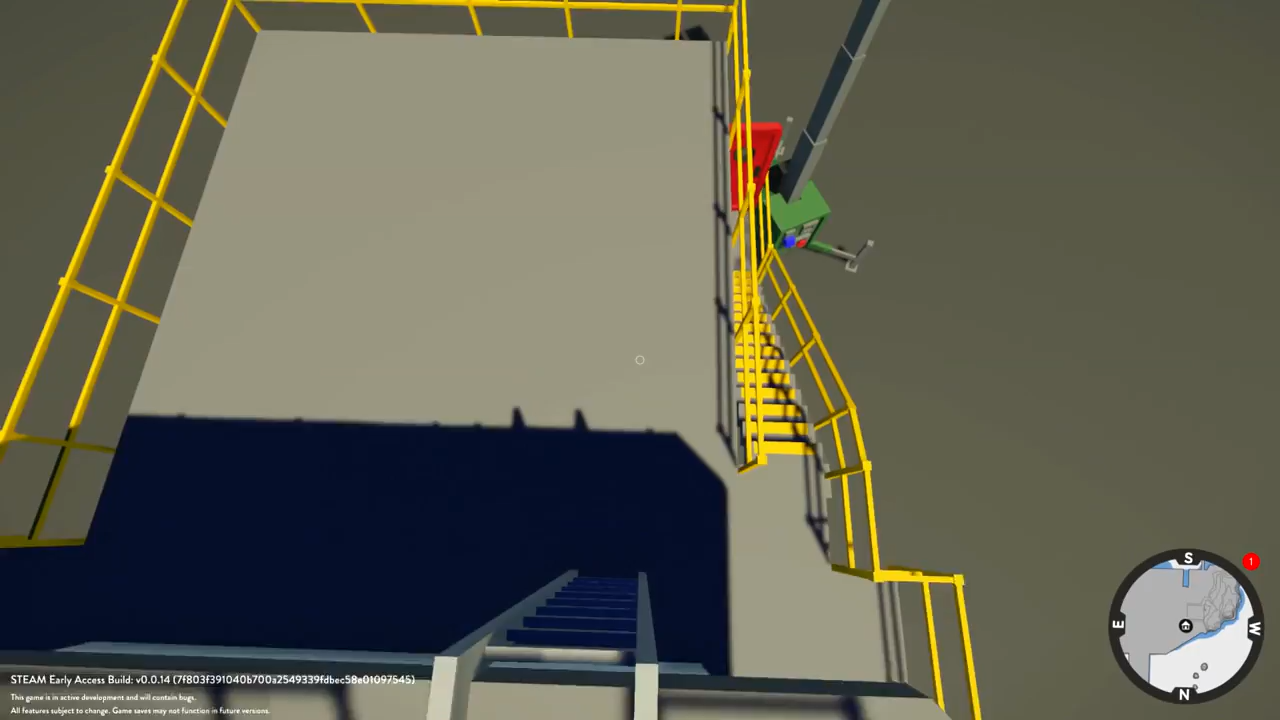 S
1
E
W
N
STEAM Early Access Build: v0.0.14 (7f803f391040b700a2549339fdbec58e01097545)
This game is in active development and will contain bugs.
All features subject to change. Game saves may not function in future versions.